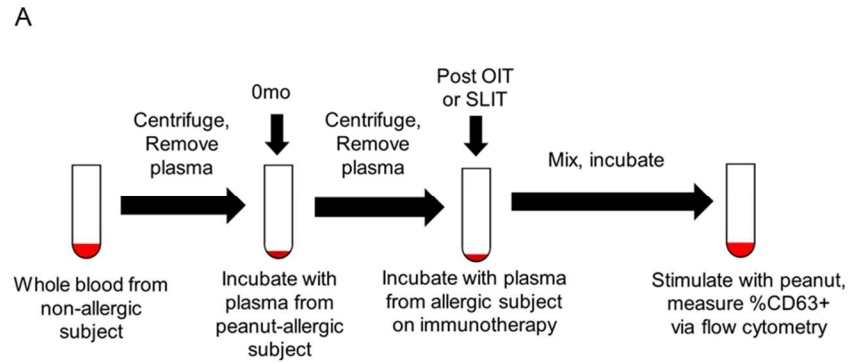 A
Centrifuge,
Remove
plasma
0mo
Centrifuge,
Remove
plasma
Post OIT
or SLIT
Mix, incubate
Whole blood from
non-allergic
subject
Incubate with
plasma from
peanut-allergic
subject
Incubate with plasma
from allergic subject
on immunotherapy
Stimulate with peanut,
measure %CD63+
via flow cytometry